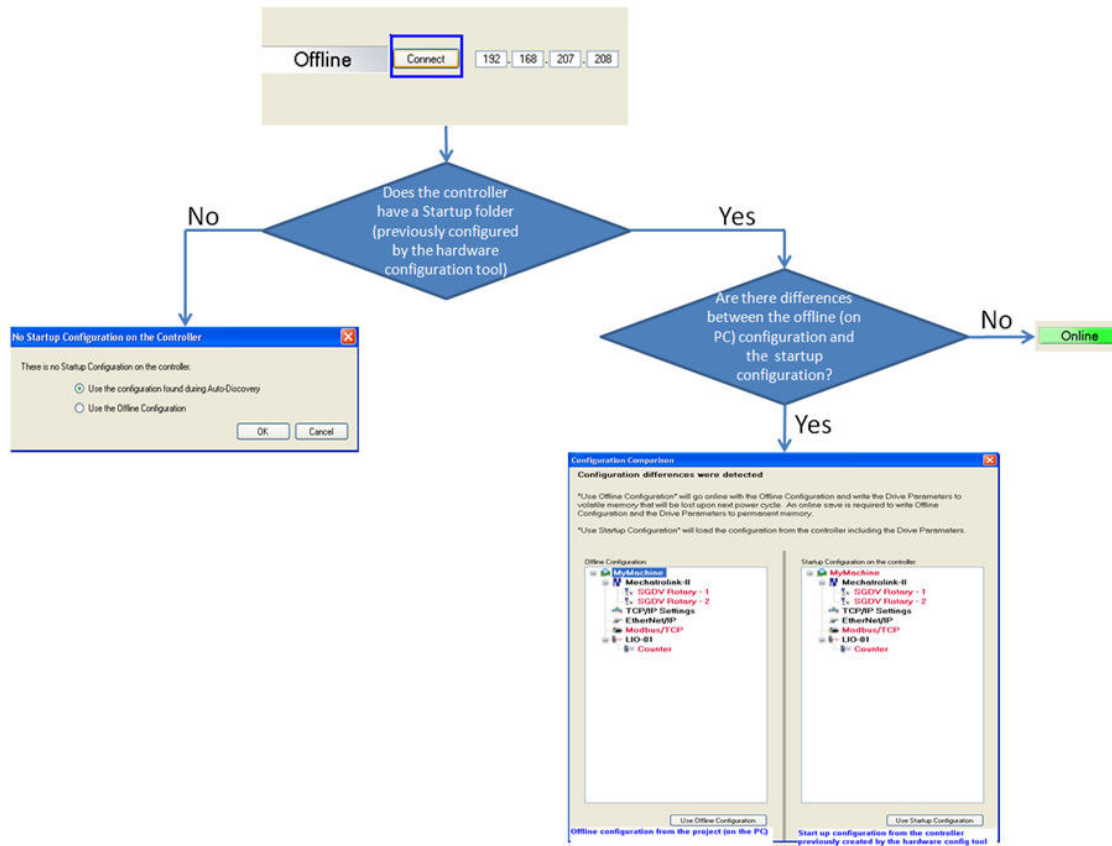 Offline
Connect
192 . 168 . 207 . 208
Does the controller
have a Startup folder
(previously configured
by the hardware
configuration tool)
No
Yes
No Startup Configuration on the Controller
There is no Startup Configuration on the controller.
Use the configuration found during Auto-Discovery
Use the Offline Configuration
OK
Cancel
Are there differences
between the offline (on
PC) configuration and
the startup
configuration?
No
Online
Yes
Configuration Comparison
Configuration differences were detected
"Use Offline Configuration" will go online with the Offline Configuration and write the Drive Parameters to
volatile memory that will be lost upon next power cycle. An online save is required to write Offline
Configuration and the Drive Parameters to permanent memory.
"Use Startup Configuration" will load the configuration from the controller including the Drive Parameters.
Offline Configuration:
MyMachine
Mechatrolink-II
SGDV Rotary - 1
SGDV Rotary - 2
TCP/IP Settings
EtherNet/IP
Modbus/TCP
LIO-01
Counter
Use Offline Configuration
Offline configuration from the project (on the PC)
Startup Configuration on the controller:
MyMachine
Mechatrolink-II
SGDV Rotary - 1
SGDV Rotary - 2
TCP/IP Settings
EtherNet/IP
Modbus/TCP
LIO-01
Counter
Use Startup Configuration
Start up configuration from the controller
previously created by the hardware config tool